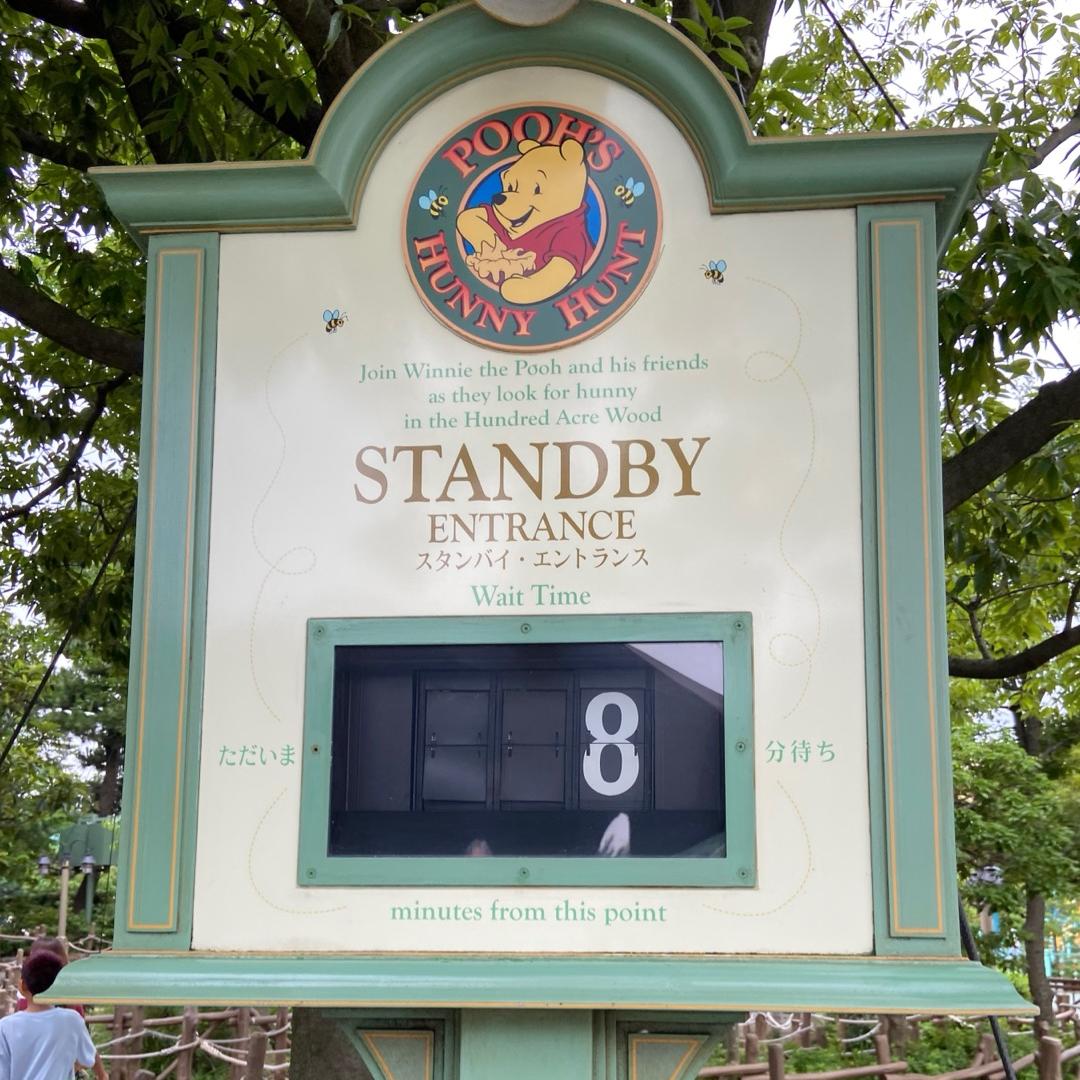 POOH'S
HUNNY HUNT
Join Winnie the Pooh and his friends
as they look for hunny
in the Hundred Acre Wood
STANDBY
ENTRANCE
スタンバイ・エントランス
Wait Time
ただいま 8 分待ち
minutes from this point